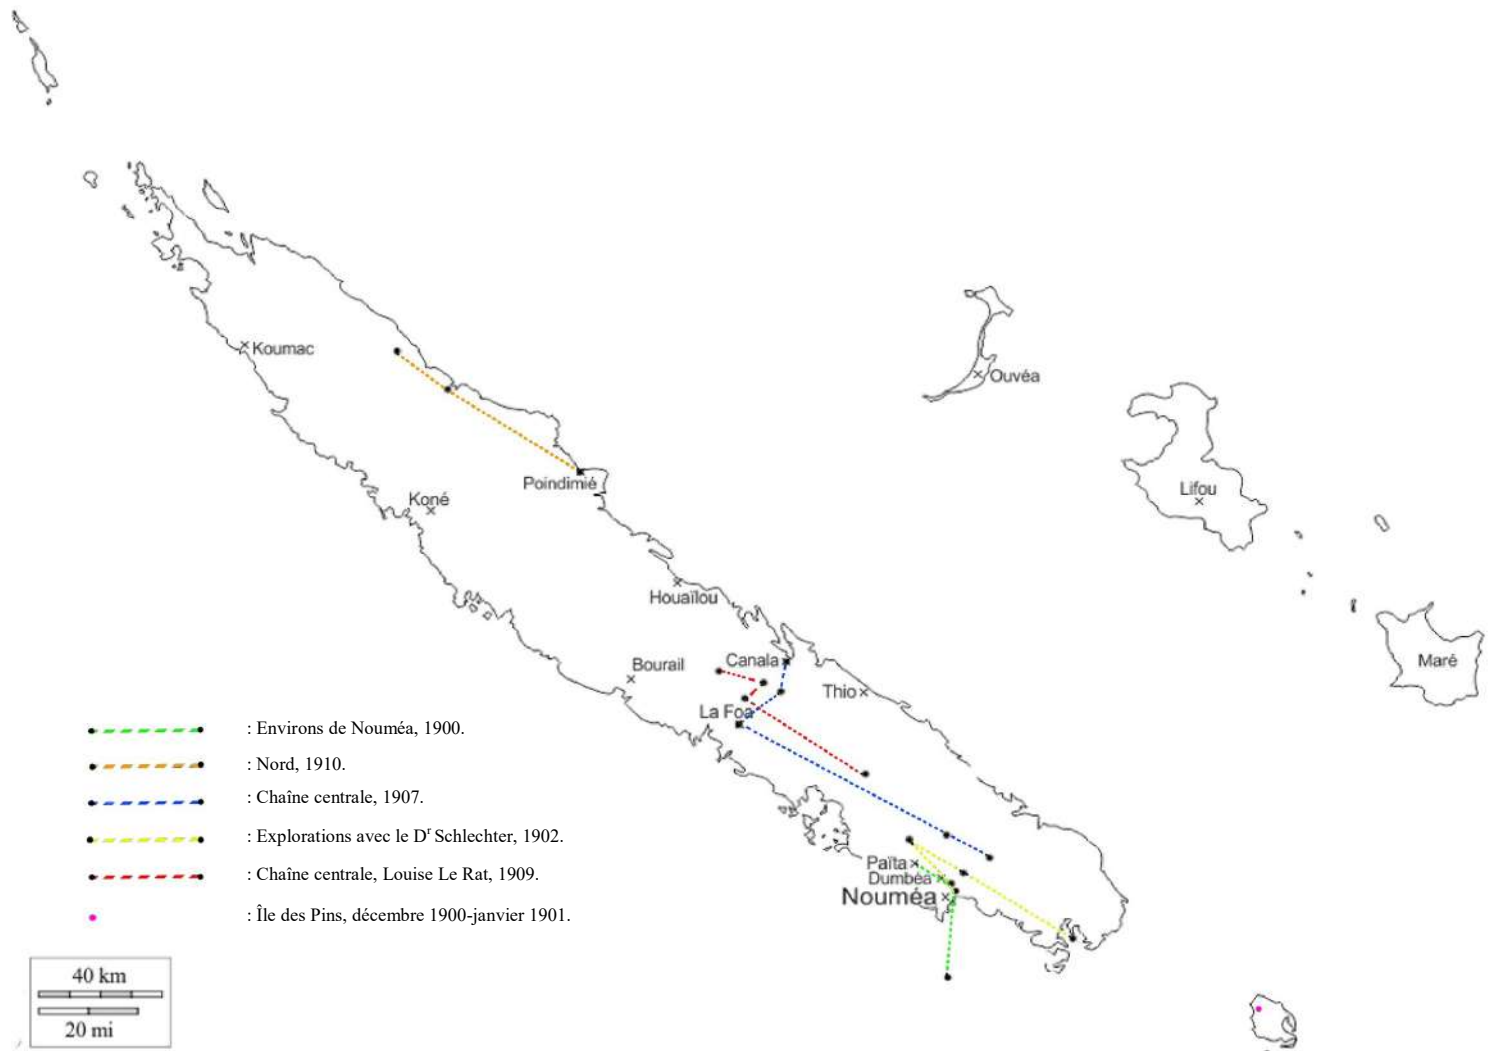 Koumac
Ouvéa
Poindimié
Koné
Lifou
Houaïlou
Canala
Bourail
Maré
Thio
La Foa
: Environs de Nouméa, 1900.
: Nord, 1910.
: Chaîne centrale, 1907.
: Explorations avec le Dr Schlechter, 1902.
Païta
Dumbéa
: Chaîne centrale, Louise Le Rat, 1909.
Nouméa
: Île des Pins, décembre 1900-janvier 1901.
40 km
20 mi